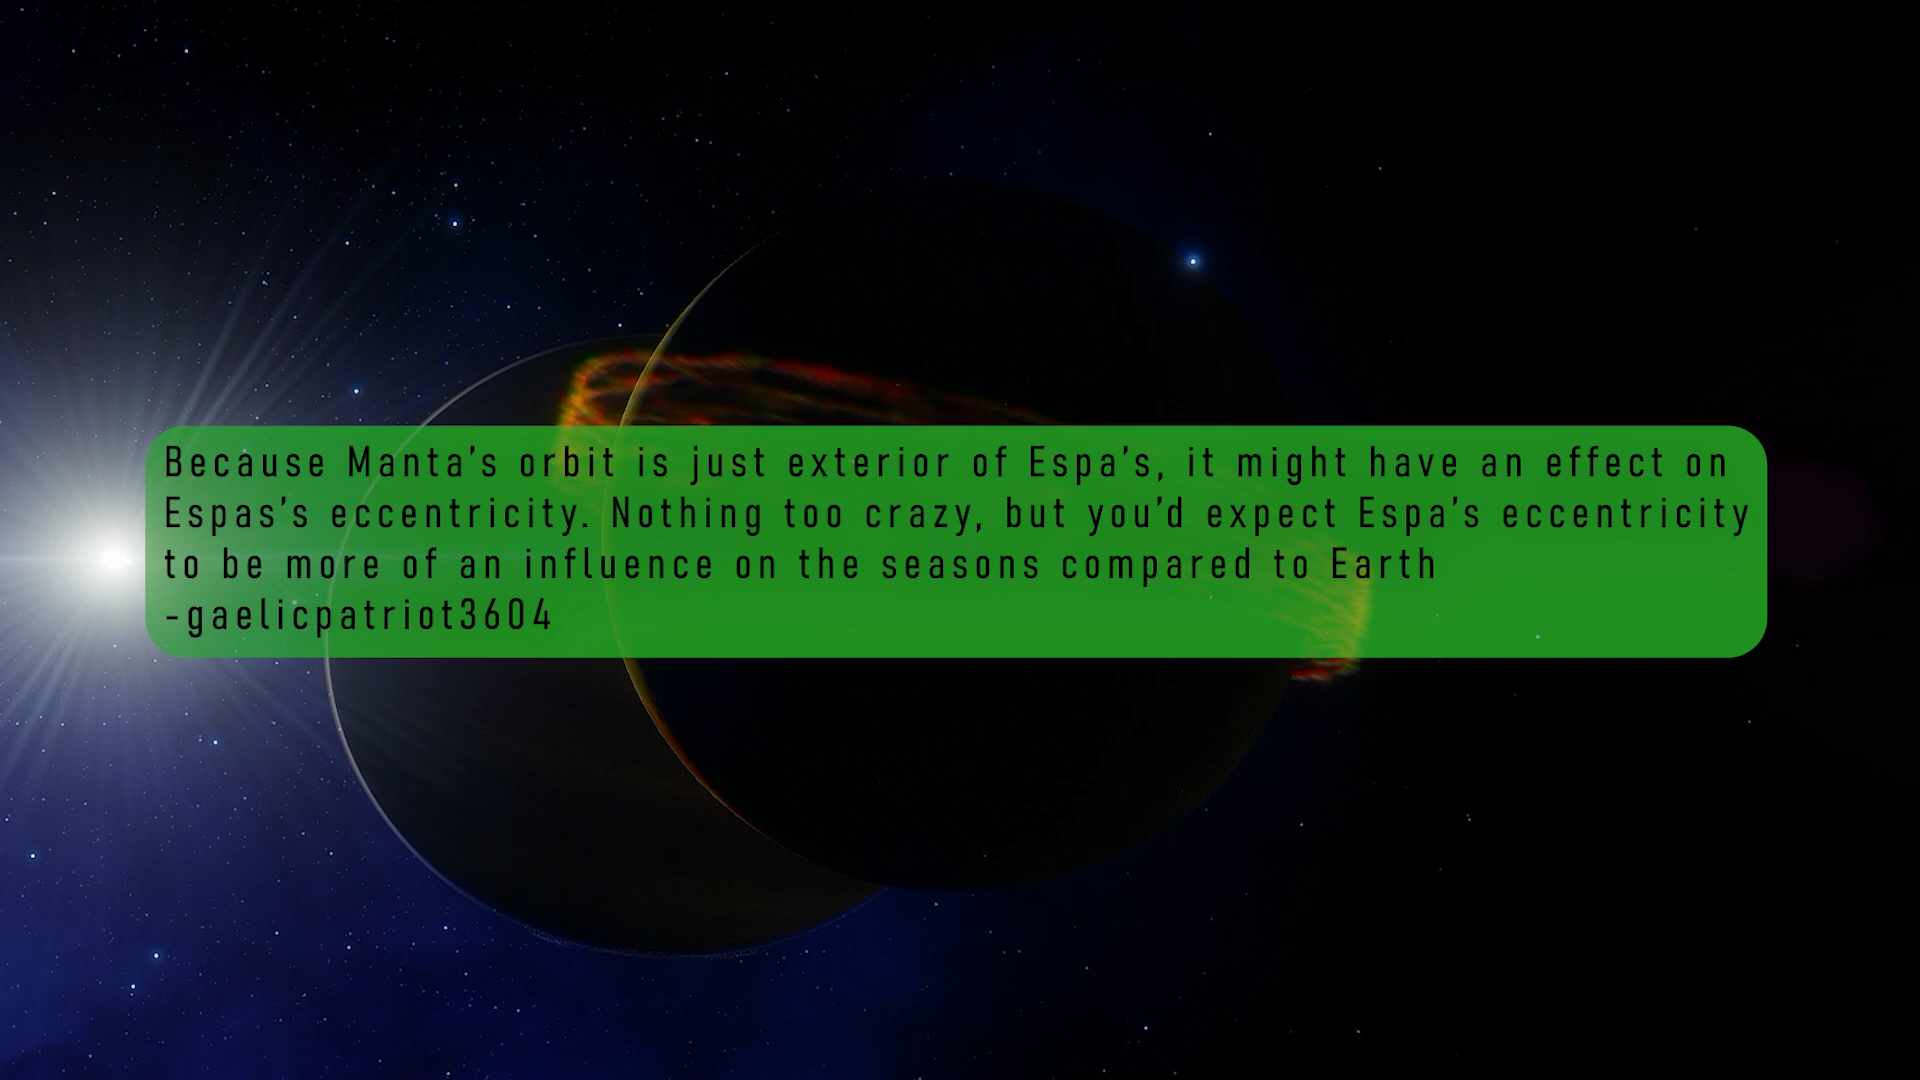 Because Manta’s orbit is just exterior of Espa’s, it might have an effect on
Espas’s eccentricity. Nothing too crazy, but you’d expect Espa’s eccentricity
to be more of an influence on the seasons compared to Earth
-gaelicpatriot3604